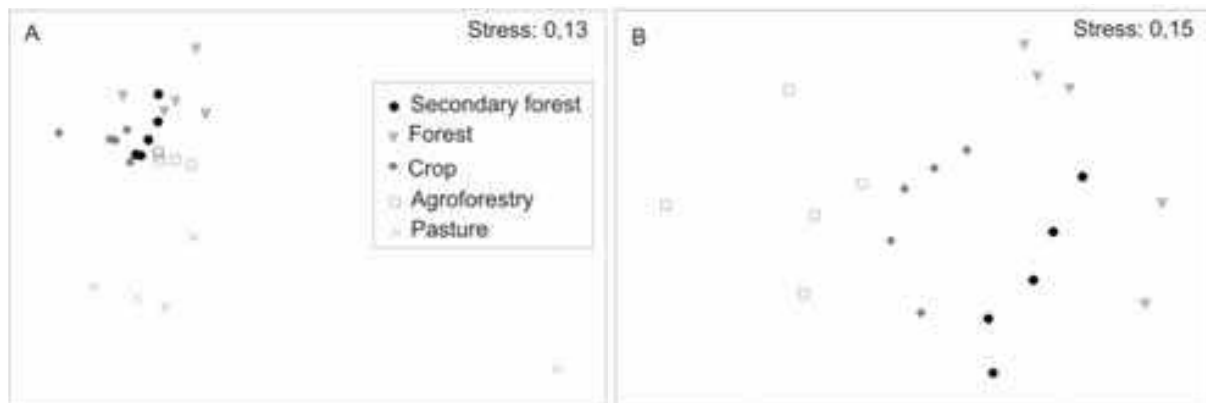 A
Stress: 0,13
Secondary forest
Forest
Crop
Agroforestry
Pasture
B
Stress: 0,15